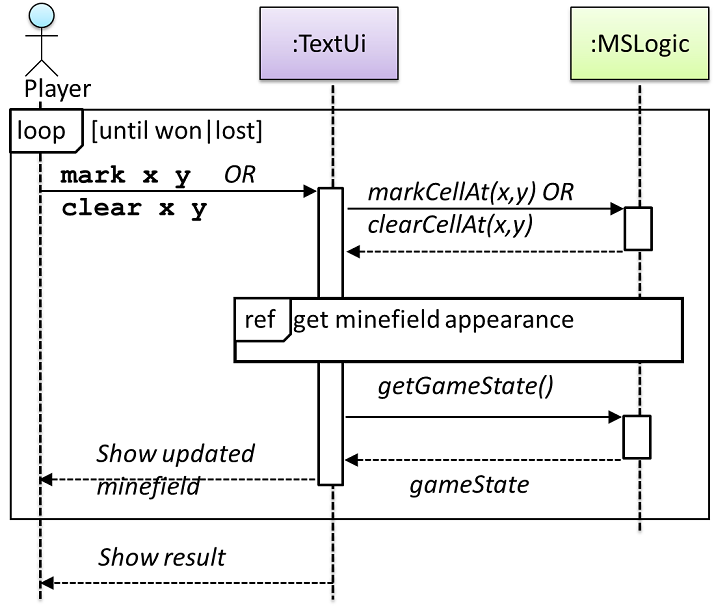 :TextUi
:MSLogic
Player
loop [until won|lost]
mark x y OR
clear x y
markCellAt(x,y) OR
clearCellAt(x,y)
ref get minefield appearance
getGameState()
Show updated
minefield
gameState
Show result